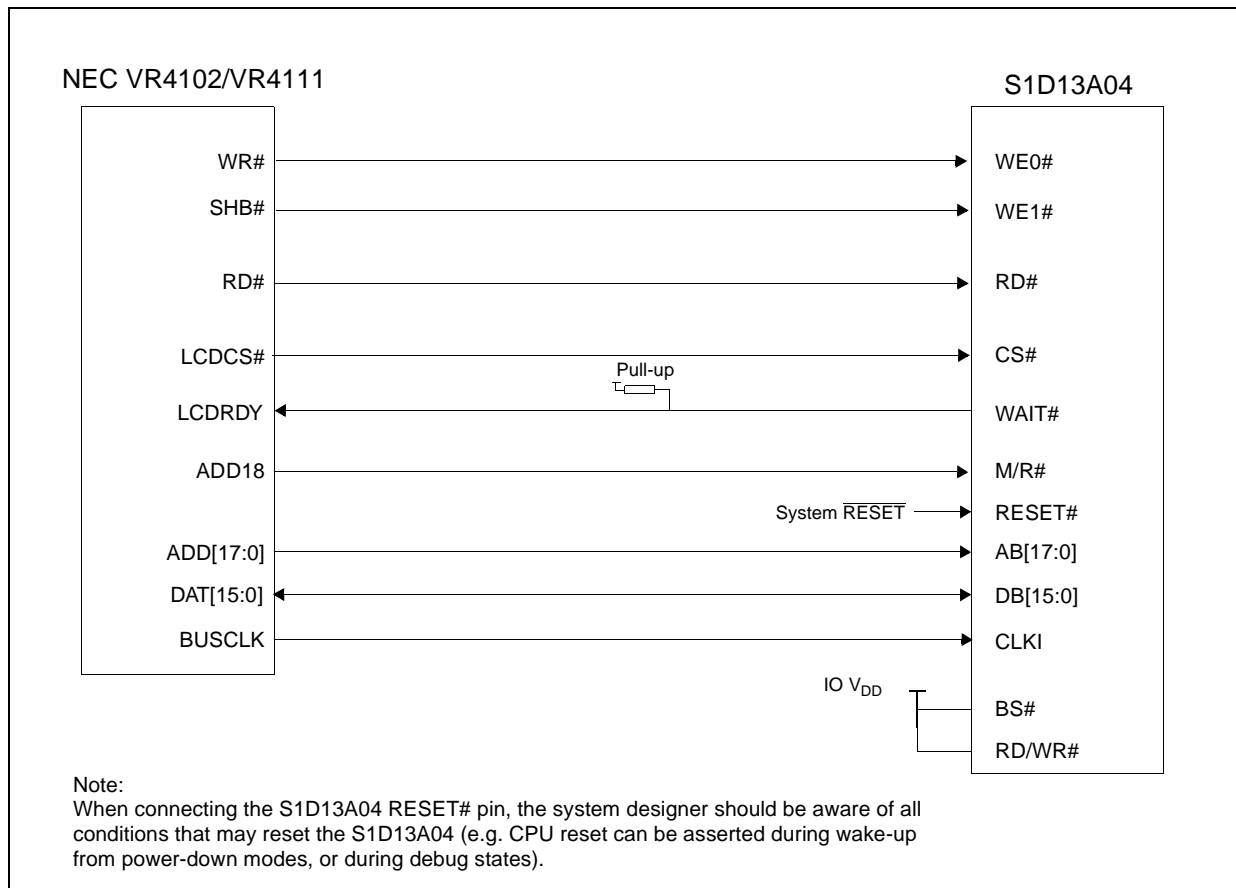 NEC VR4102/VR4111
S1D13A04
WR#
WE0#
SHB#
WE1#
RD#
RD#
LCDCS#
CS#
Pull-up
LCDRDY
WAIT#
ADD18
M/R#
System RESET
RESET#
ADD[17:0]
AB[17:0]
DAT[15:0]
DB[15:0]
BUSCLK
CLKI
IO VDD
BS#
RD/WR#
Note:
When connecting the S1D13A04 RESET# pin, the system designer should be aware of all
conditions that may reset the S1D13A04 (e.g. CPU reset can be asserted during wake-up
from power-down modes, or during debug states).